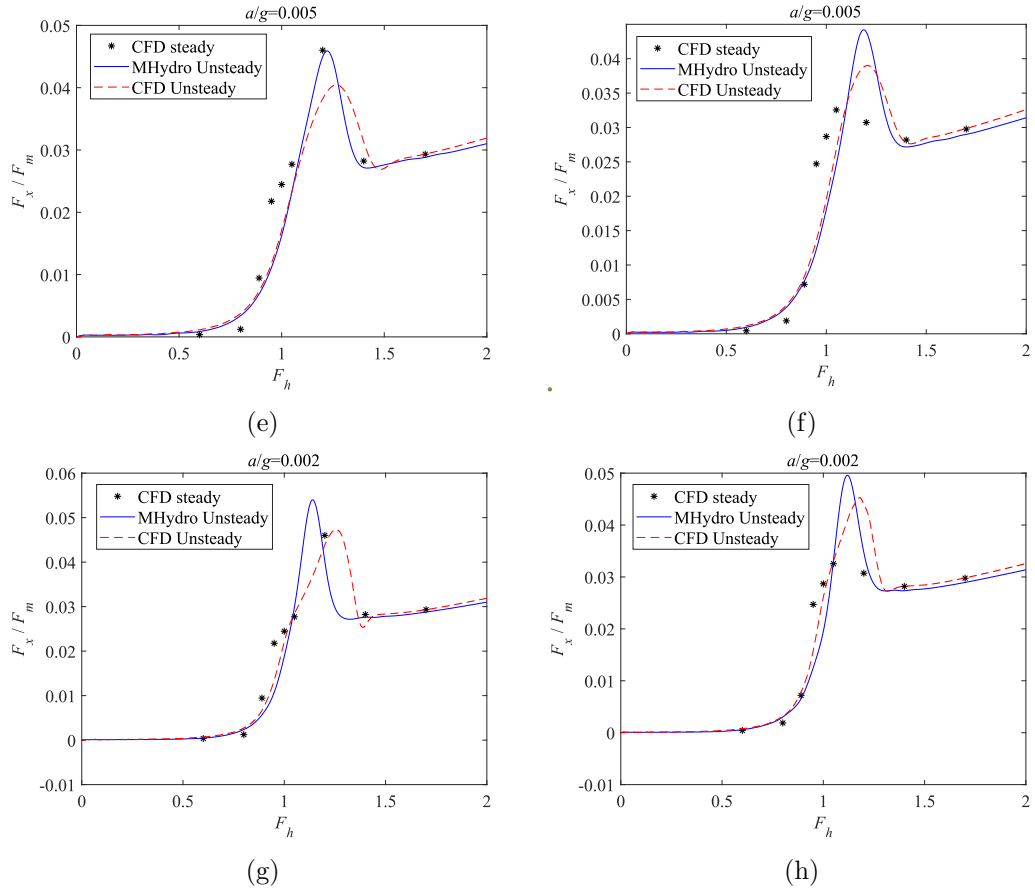 a/g=0.005
CFD steady
MHydro Unsteady
CFD Unsteady
F_x / F_m
0.05
0.04
0.03
0.02
0.01
0
0 0.5 1 1.5 2
F_h
(e)
a/g=0.005
CFD steady
MHydro Unsteady
CFD Unsteady
F_x / F_m
0.045
0.04
0.035
0.03
0.025
0.02
0.015
0.01
0.005
0
0 0.5 1 1.5 2
F_h
(f)
a/g=0.002
CFD steady
MHydro Unsteady
CFD Unsteady
F_x / F_m
0.06
0.05
0.04
0.03
0.02
0.01
0
-0.01
0 0.5 1 1.5 2
F_h
(g)
a/g=0.002
CFD steady
MHydro Unsteady
CFD Unsteady
F_x / F_m
0.05
0.04
0.03
0.02
0.01
0
-0.01
0 0.5 1 1.5 2
F_h
(h)